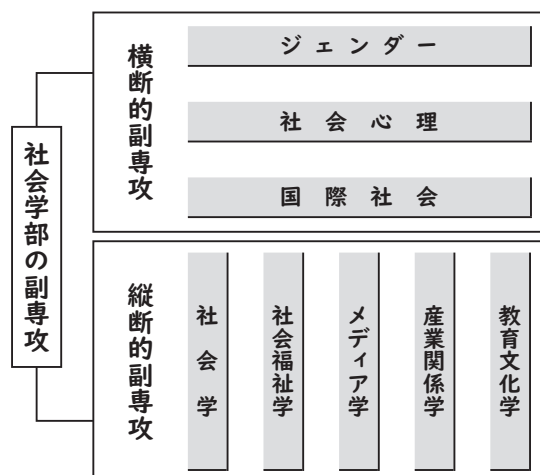 社会学部の副専攻
横断的副専攻
ジェンダー
社会心理
国際社会
縦断的副専攻
社会学
社会福祉学
メディア学
産業関係学
教育文化学